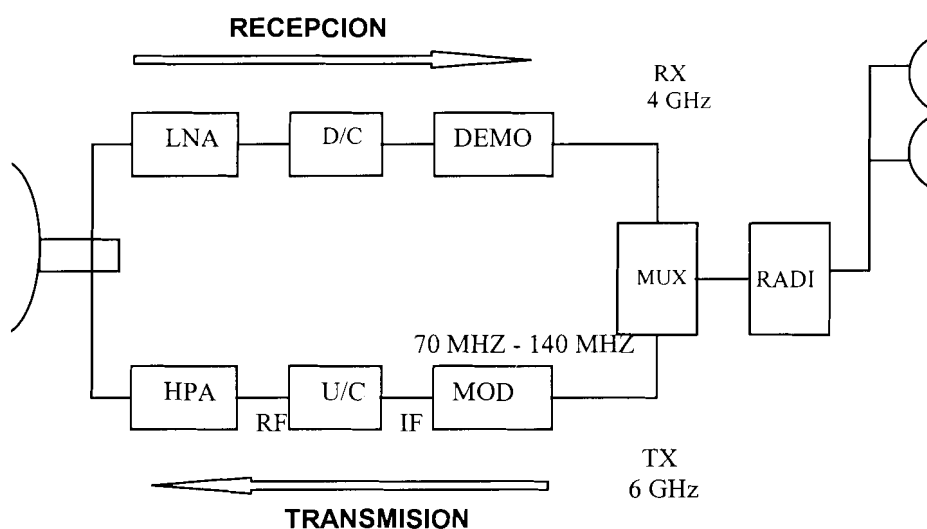 RECEPCION
RX
4 GHz
LNA
D/C
DEMO
MUX
RADI
70 MHZ - 140 MHZ
HPA
U/C
MOD
RF
IF
TX
6 GHz
TRANSMISION